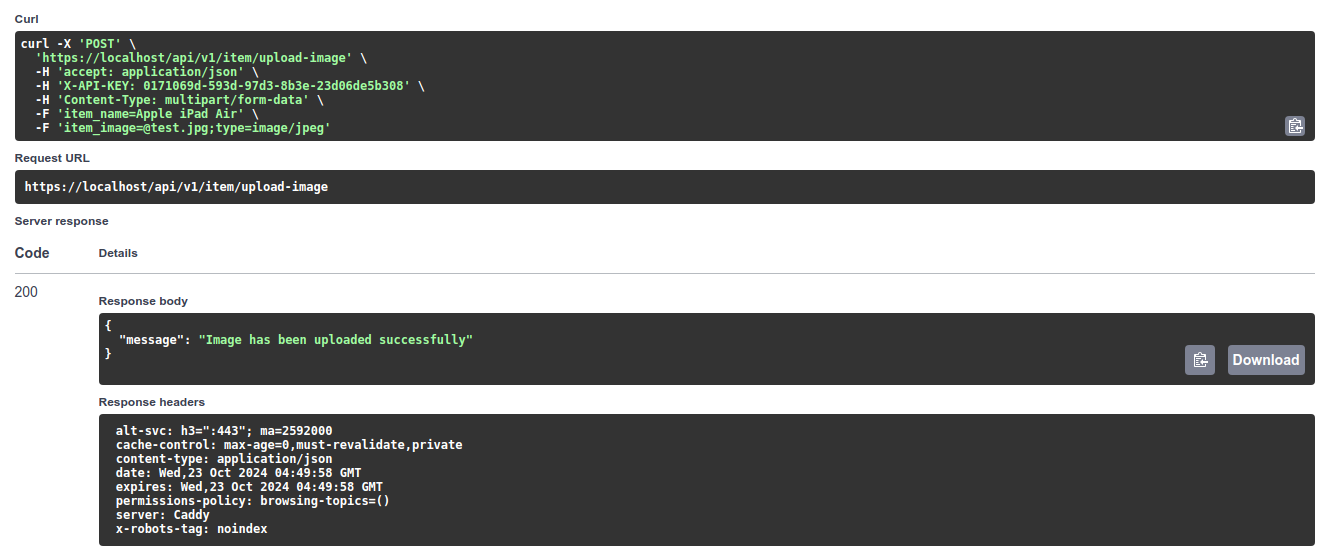 Curl
curl -X 'POST' \
  'https://localhost/api/v1/item/upload-image' \
  -H 'accept: application/json' \
  -H 'X-API-KEY: 0171069d-593d-97d3-8b3e-23d06de5b308' \
  -H 'Content-Type: multipart/form-data' \
  -F 'item_name=Apple iPad Air' \
  -F 'item_image=@test.jpg;type=image/jpeg'
Request URL
https://localhost/api/v1/item/upload-image
Server response
Code Details
200
Response body
{
  "message": "Image has been uploaded successfully"
}
Download
Response headers
alt-svc: h3=":443"; ma=2592000
cache-control: max-age=0,must-revalidate,private
content-type: application/json
date: Wed,23 Oct 2024 04:49:58 GMT
expires: Wed,23 Oct 2024 04:49:58 GMT
permissions-policy: browsing-topics=()
server: Caddy
x-robots-tag: noindex